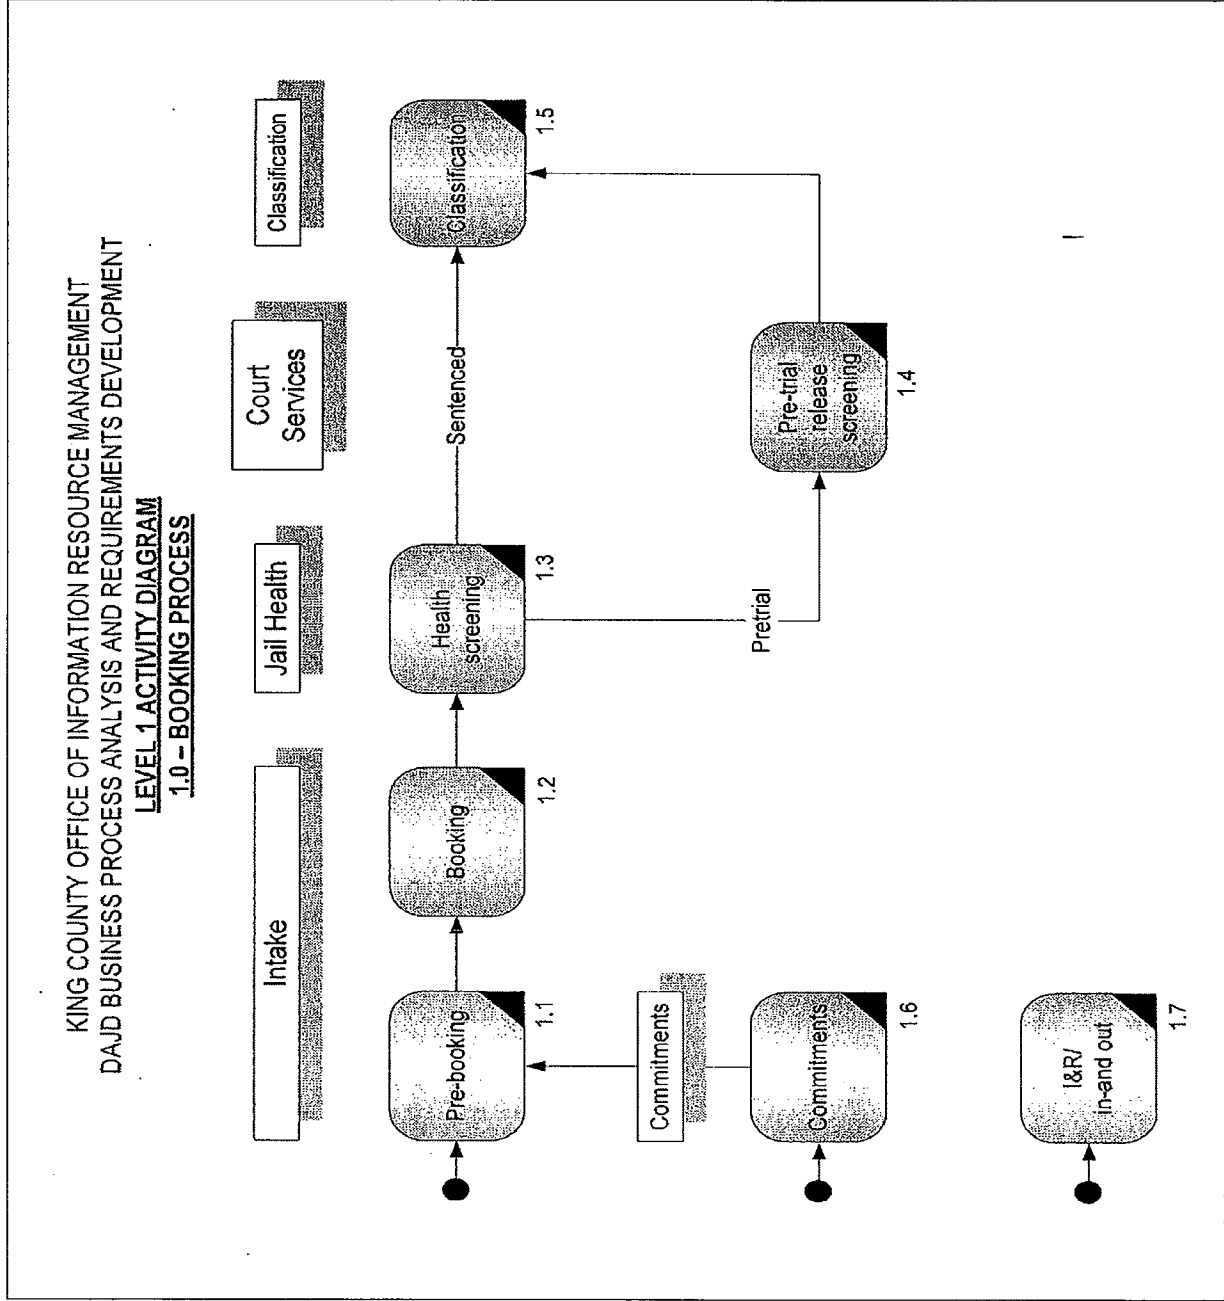 KING COUNTY OFFICE OF INFORMATION RESOURCE MANAGEMENT
DAJD BUSINESS PROCESS ANALYSIS AND REQUIREMENTS DEVELOPMENT
LEVEL 1 ACTIVITY DIAGRAM
1.0 – BOOKING PROCESS
Intake
Jail Health
Court
Services
Classification
Pre-booking
1.1
Booking
1.2
Health
screening
1.3
Sentenced
Classification
1.5
Commitments
Pretrial
Commitments
1.6
Pre-trial
release
screening
1.4
I&R/
in-and out
1.7